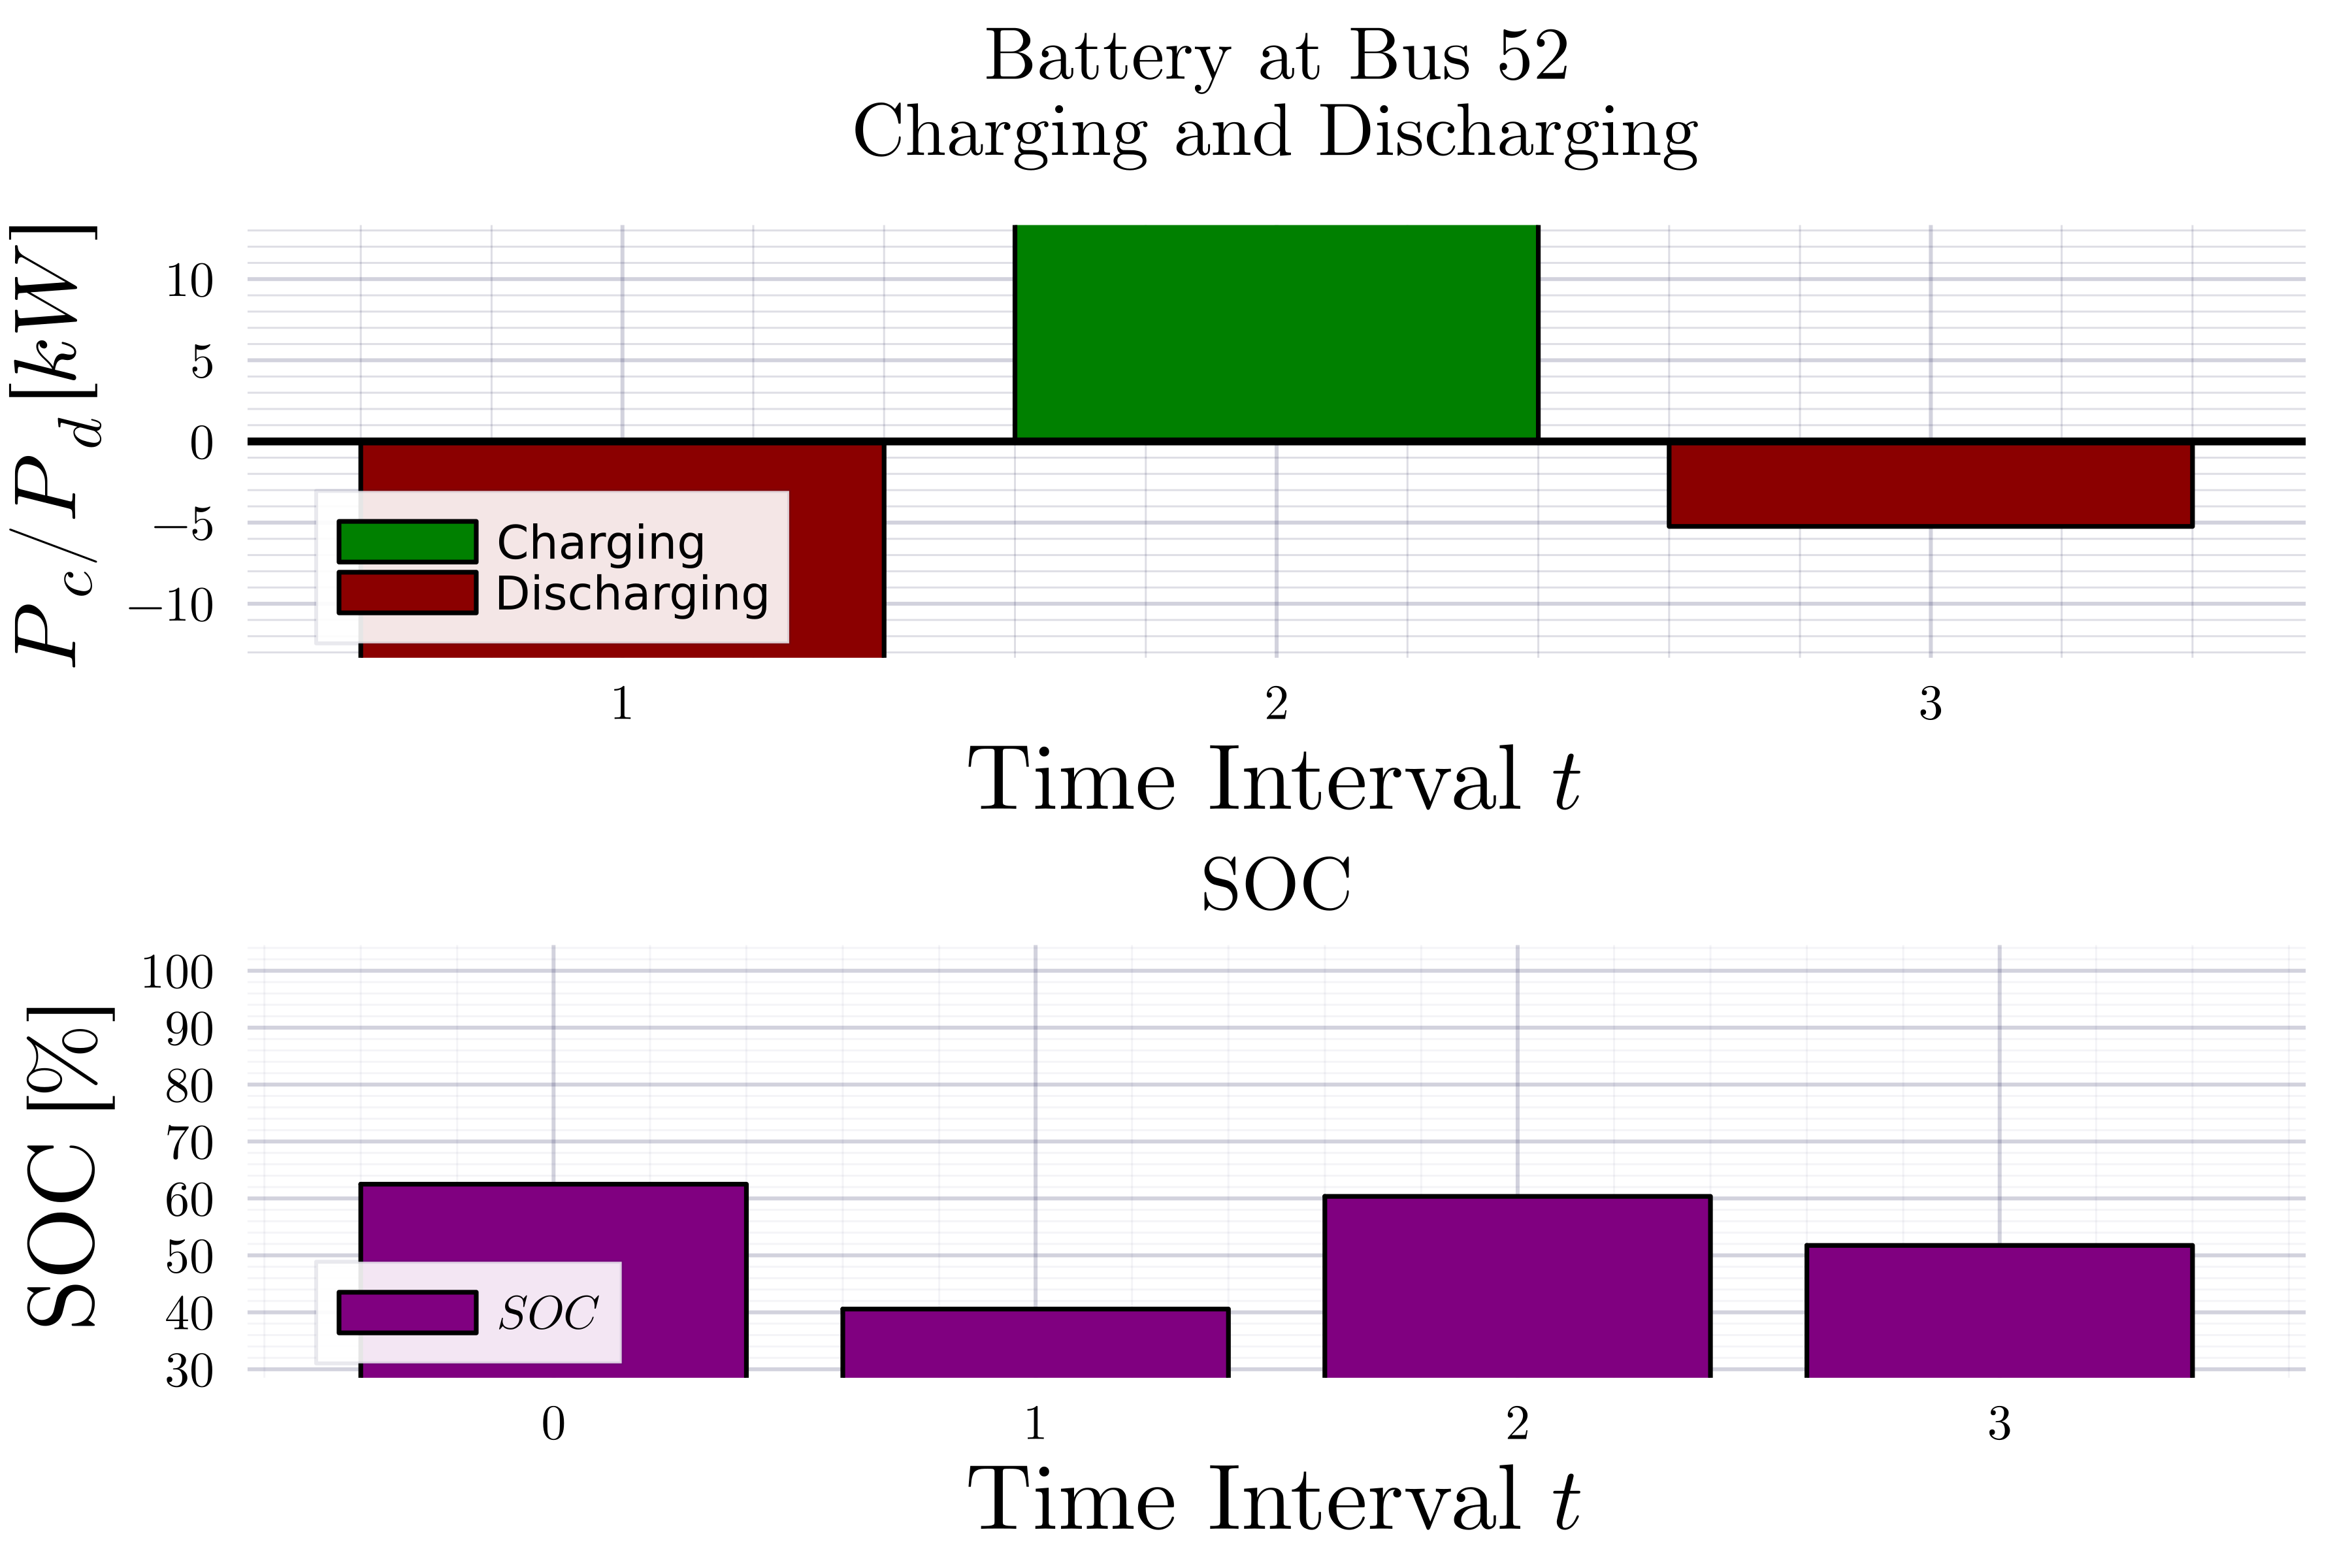 Battery at Bus 52
Charging and Discharging
P_c/P_d [kW]
10
5
0
−5
−10
Charging
Discharging
1 2 3
Time Interval t
SOC
SOC [%]
100
90
80
70
60
50
40
30
SOC
0 1 2 3
Time Interval t